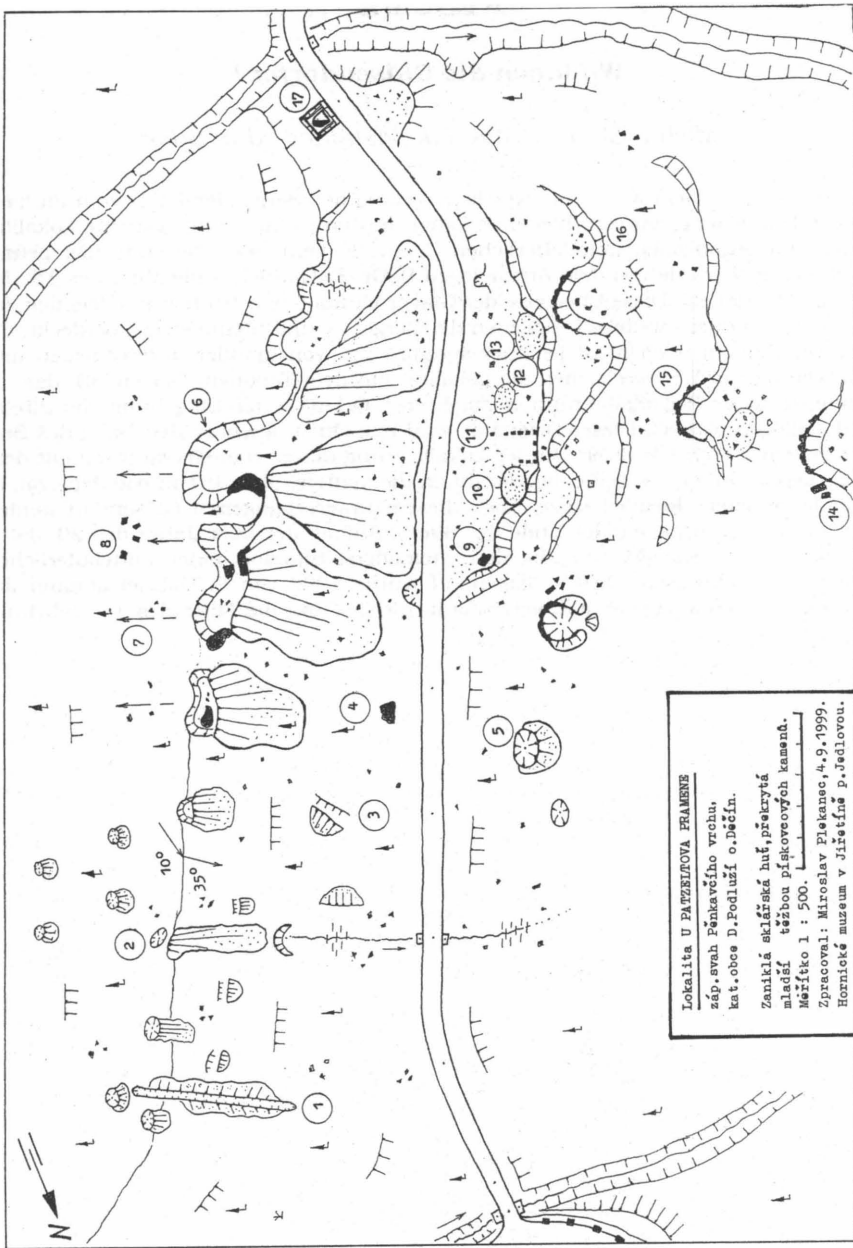 Lokalita U PATZELTOVA PRAMENE
záp.svah Pěnkavčího vrchu,
kat.obce D.Podluží o.Děčín.
Zaniklá sklářská huť,překrytá
mladší těžbou pískovcových kamenů.
Měřítko 1 : 500.
Zpracoval: Miroslav Plekanec,4.9.1999.
Hornické muzeum v Jiřetíně p.Jedlovou.
N
1
2
10°
35°
3
4
5
6
7
8
9
10
11
12
13
14
15
16
17